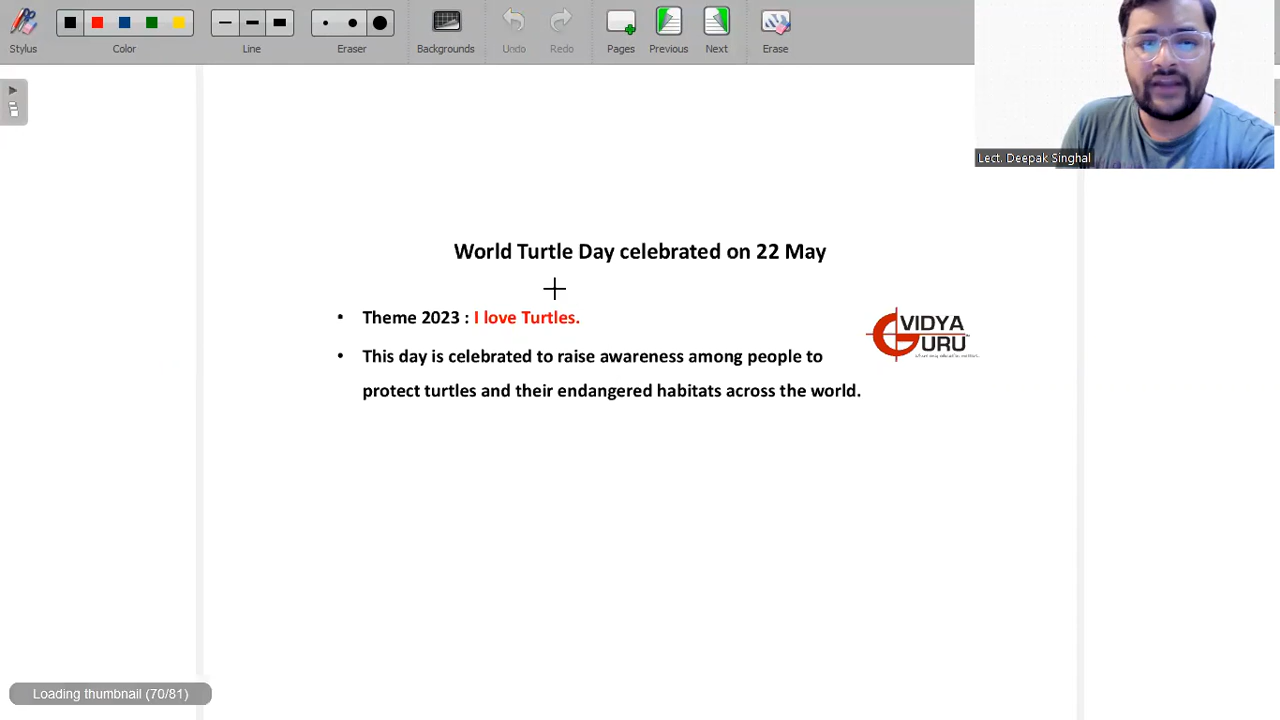 Stylus
Color
Line
Eraser
Backgrounds
Undo
Redo
Pages
Previous
Next
Erase
Lect. Deepak Singhal
World Turtle Day celebrated on 22 May
• Theme 2023 : I love Turtles.
• This day is celebrated to raise awareness among people to
protect turtles and their endangered habitats across the world.
VIDYA
GURU
Loading thumbnail (70/81)